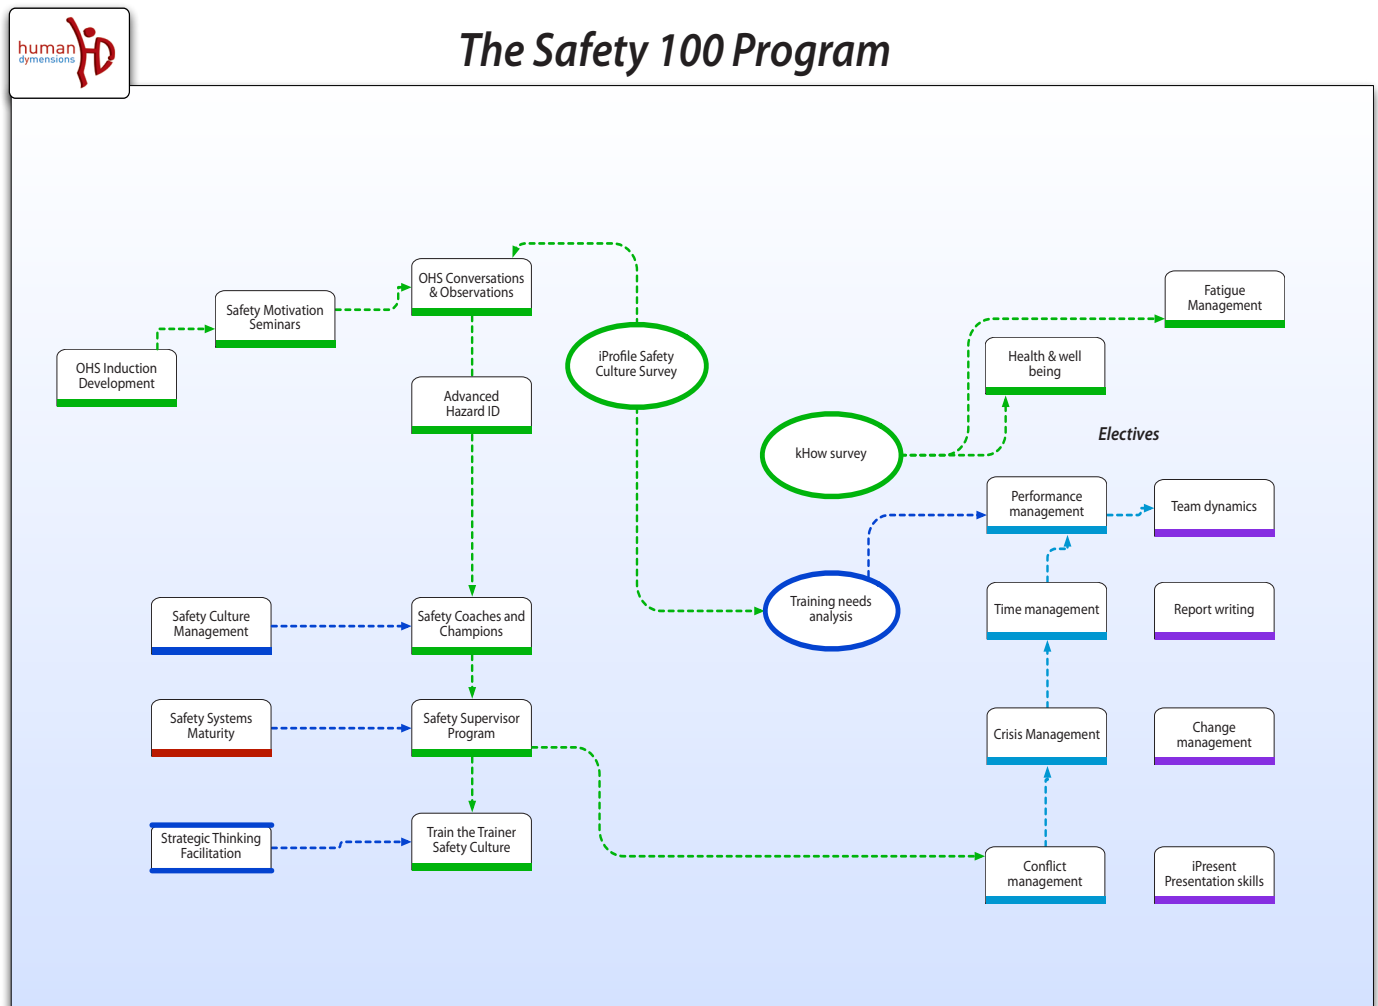 human
dymensions
The Safety 100 Program
OHS Induction
Development
Safety Motivation
Seminars
OHS Conversations
& Observations
Advanced
Hazard ID
iProfile Safety
Culture Survey
kHow survey
Fatigue
Management
Health & well
being
Electives
Performance
management
Team dynamics
Training needs
analysis
Time management
Report writing
Safety Culture
Management
Safety Coaches and
Champions
Safety Systems
Maturity
Safety Supervisor
Program
Crisis Management
Change
management
Strategic Thinking
Facilitation
Train the Trainer
Safety Culture
Conflict
management
iPresent
Presentation skills